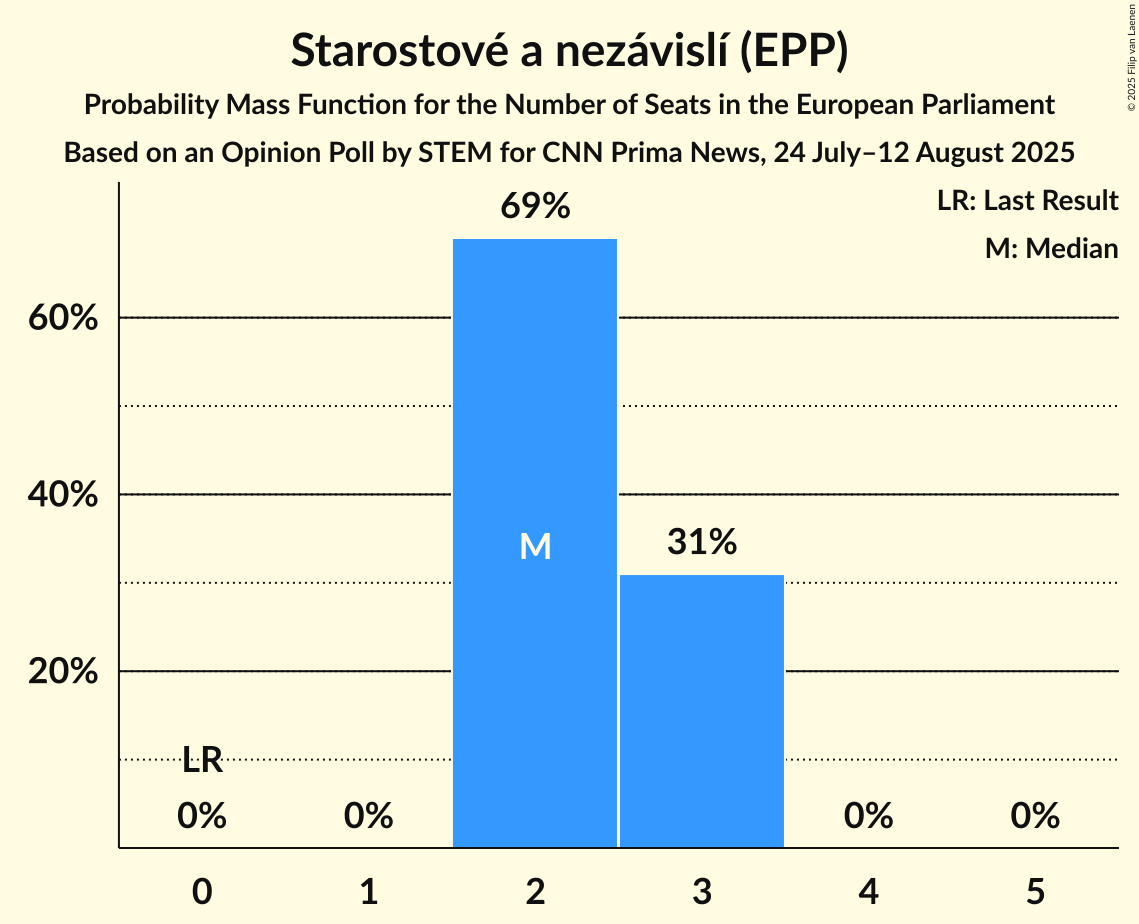 Starostové a nezávislí (EPP)
Probability Mass Function for the Number of Seats in the European Parliament
Based on an Opinion Poll by STEM for CNN Prima News, 24 July–12 August 2025
© 2025 Filip van Laenen
LR: Last Result
M: Median
69%
60%
40%
M
31%
20%
LR
0%
0%
0%
0%
0
1
2
3
4
5